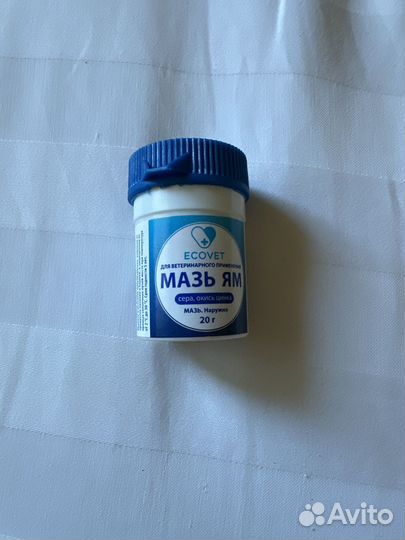 ECOVET
ДЛЯ ВЕТЕРИНАРНОГО ПРИМЕНЕНИЯ
МАЗЬ ЯМ
сера, окись цинка
МАЗЬ. Наружно
20 г
Avito